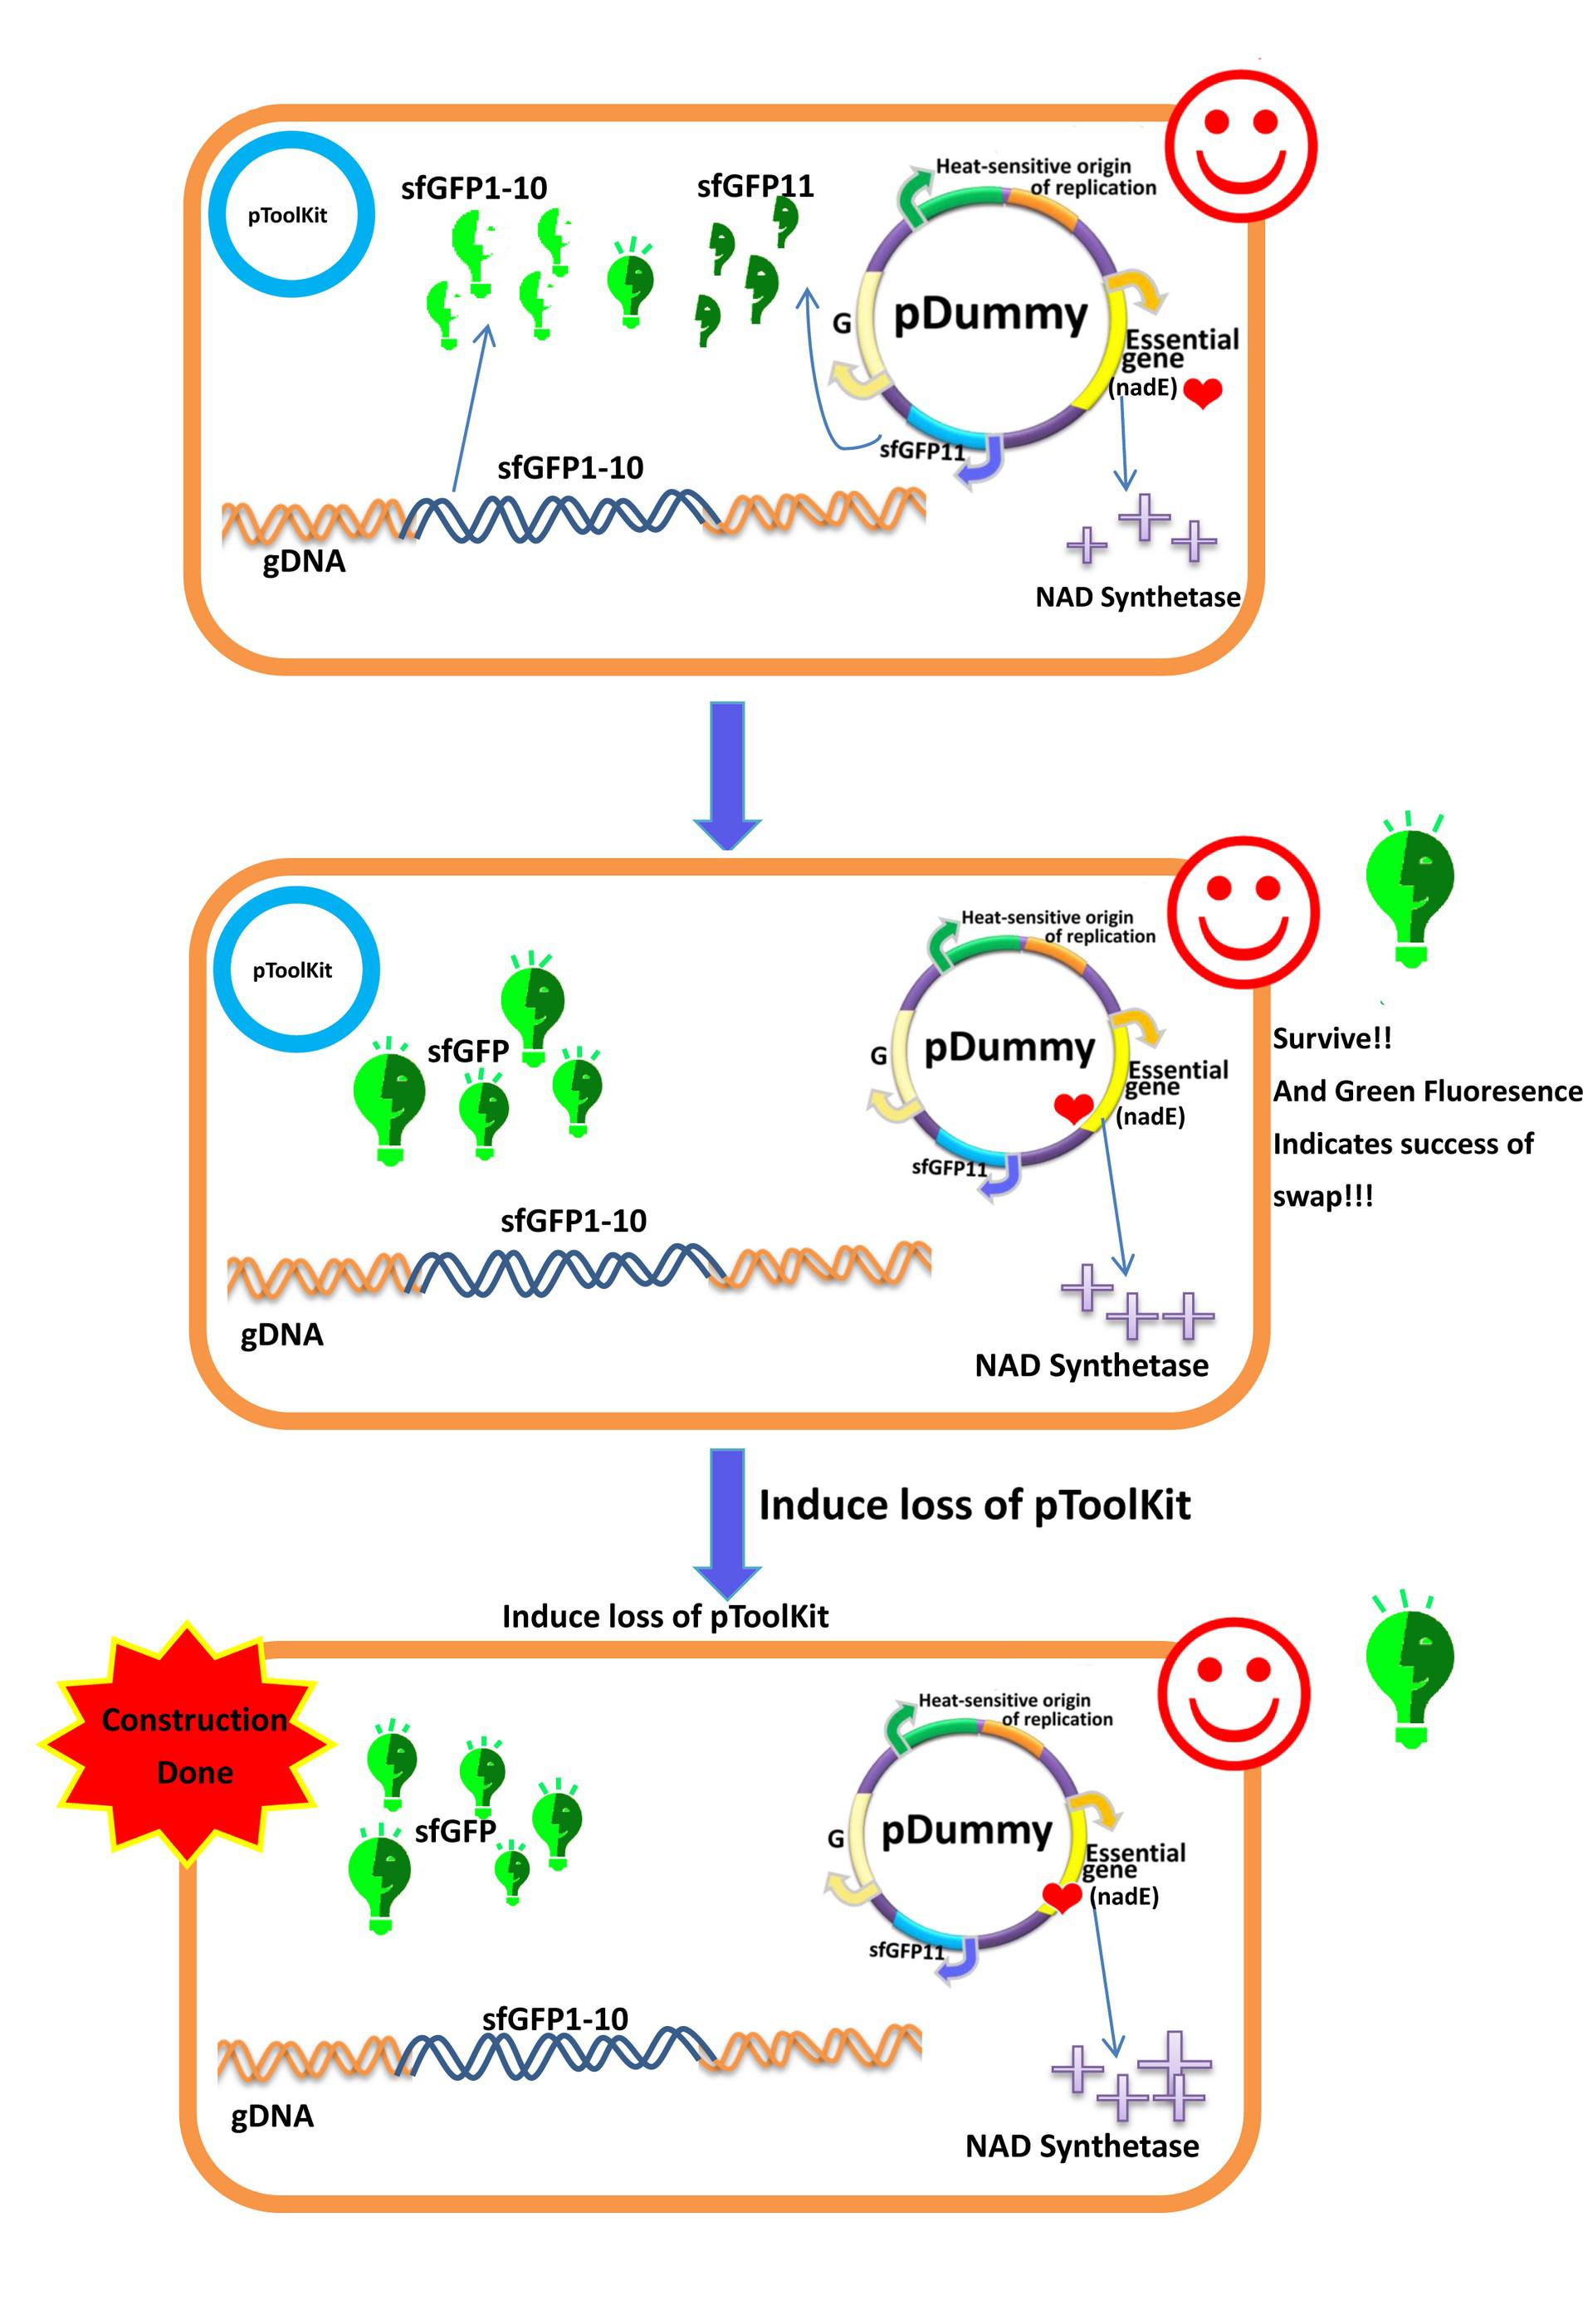 pToolKit
sfGFP1-10
sfGFP11
Heat-sensitive origin
of replication
pDummy
G
Essential
gene
(nadE)
sfGFP11
sfGFP1-10
gDNA
NAD Synthetase
pToolKit
sfGFP
Heat-sensitive origin
of replication
pDummy
G
Essential
gene
(nadE)
sfGFP11
Survive!!
And Green Fluoresence
Indicates success of
swap!!!
sfGFP1-10
gDNA
NAD Synthetase
Induce loss of pToolKit
Induce loss of pToolKit
Construction
Done
sfGFP
Heat-sensitive origin
of replication
pDummy
G
Essential
gene
(nadE)
sfGFP11
sfGFP1-10
gDNA
NAD Synthetase